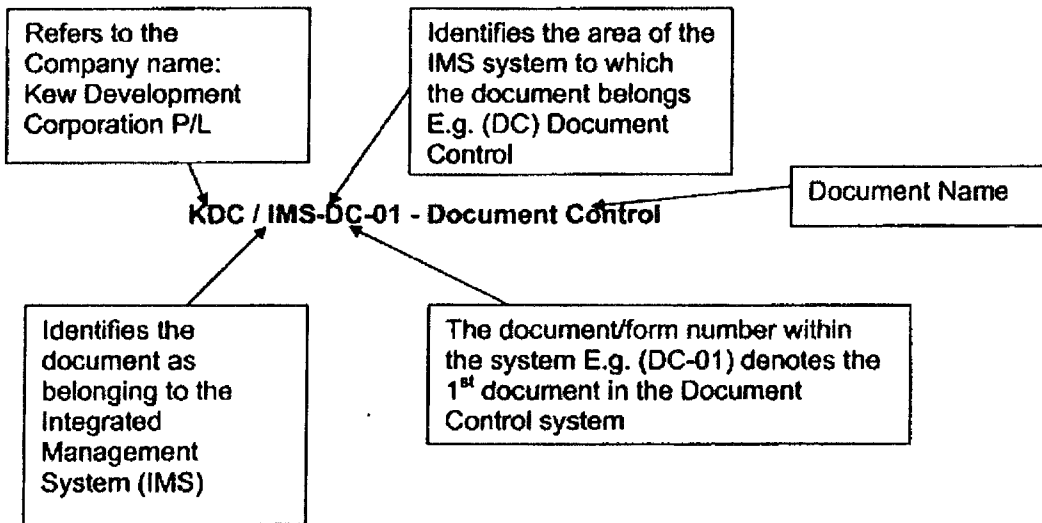 Refers to the
Company name:
Kew Development
Corporation P/L
Identifies the area of the
IMS system to which
the document belongs
E.g. (DC) Document
Control
Document Name
KDC / IMS-DC-01 - Document Control
Identifies the
document as
belonging to the
Integrated
Management
System (IMS)
The document/form number within
the system E.g. (DC-01) denotes the
1st document in the Document
Control system